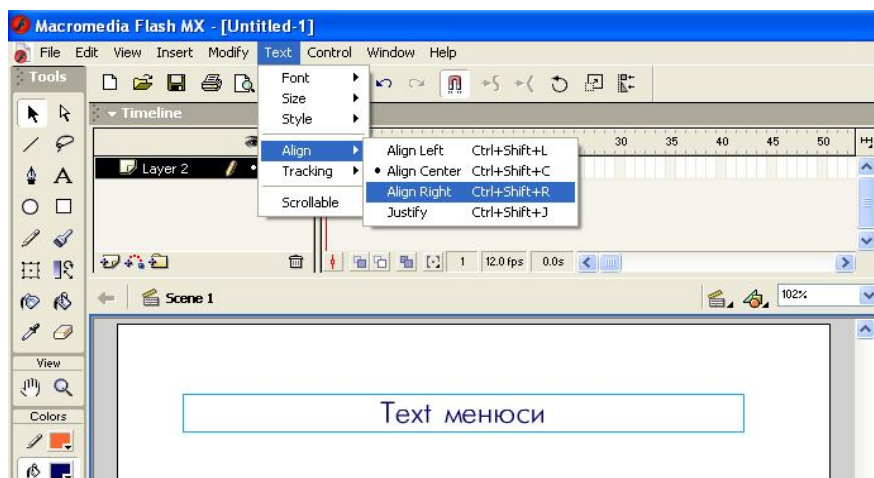 Macromedia Flash MX - [Untitled-1]
File Edit View Insert Modify Text Control Window Help
Tools
Font
Size
Style
Align
Tracking
Scrollable
Align Left Ctrl+Shift+L
Align Center Ctrl+Shift+C
Align Right Ctrl+Shift+R
Justify Ctrl+Shift+J
Timeline
30 35 40 45 50
Layer 2
1 12.0 fps 0.0s
Scene 1
102%
View
Colors
Text менюси